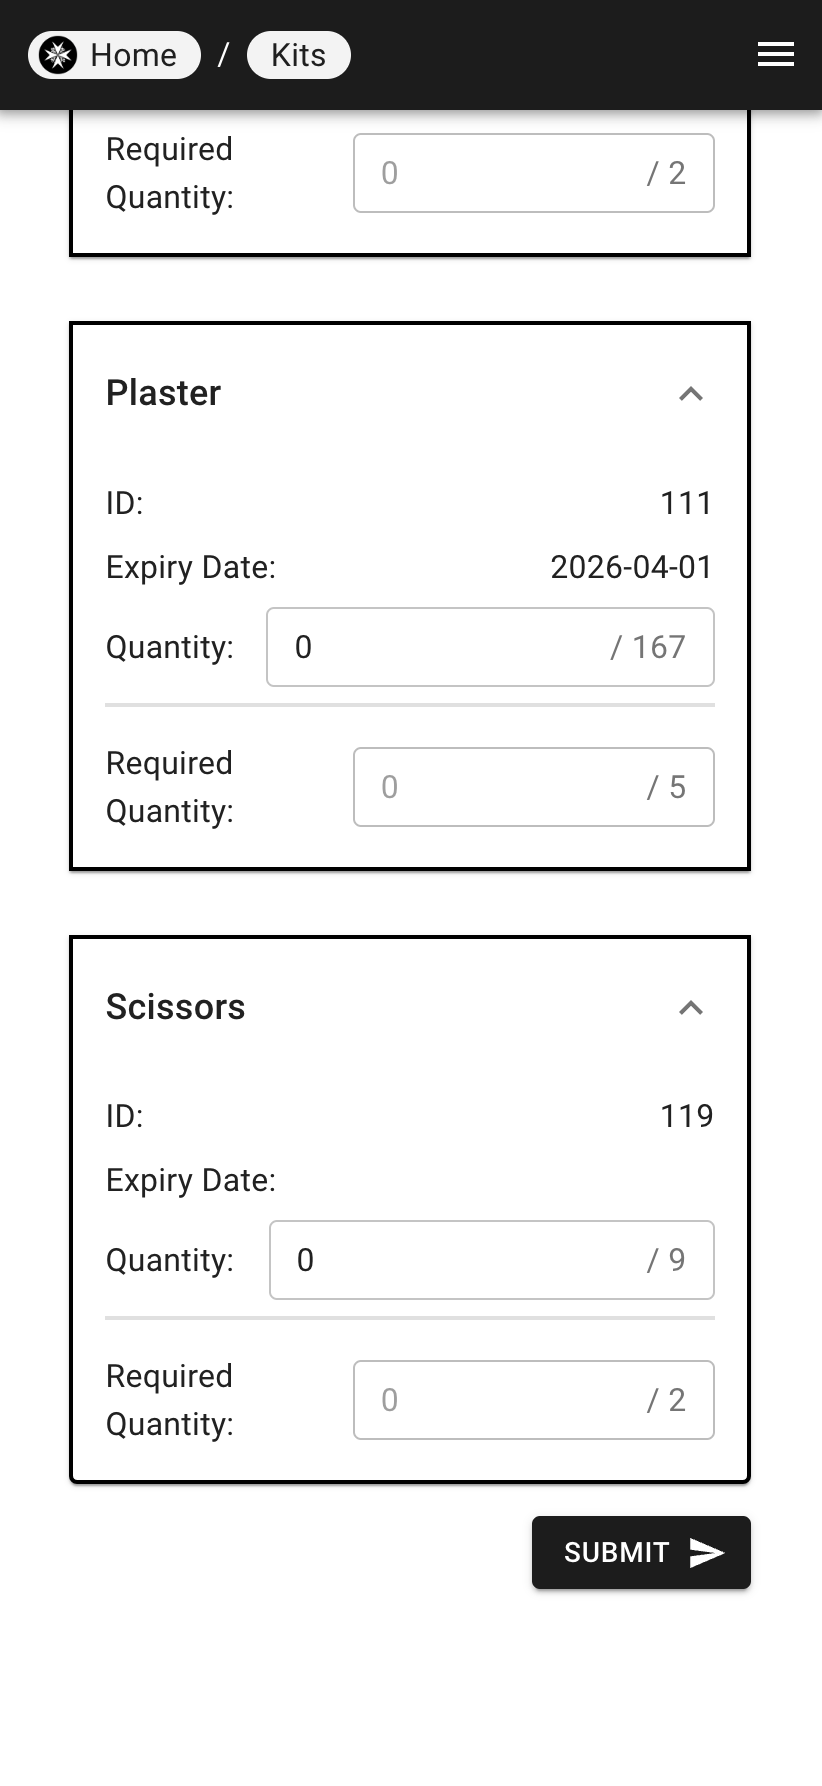 Home / Kits
Required
Quantity:
0 / 2
Plaster
ID: 111
Expiry Date: 2026-04-01
Quantity: 0 / 167
Required
Quantity:
0 / 5
Scissors
ID: 119
Expiry Date:
Quantity: 0 / 9
Required
Quantity:
0 / 2
SUBMIT